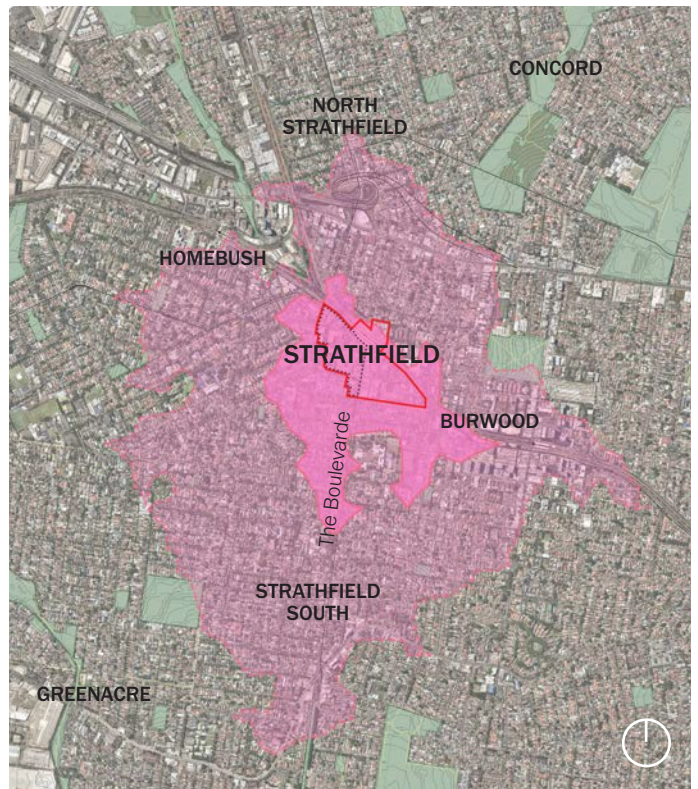 CONCORD
NORTH
STRATHFIELD
HOMEBUSH
STRATHFIELD
BURWOOD
The Boulevarde
STRATHFIELD
SOUTH
GREENACRE